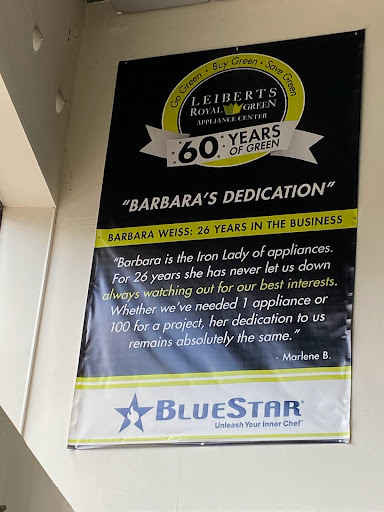 Go Green • Buy Green • Save Green
LEIBERTS
ROYAL GREEN
APPLIANCE CENTER
60 YEARS
OF GREEN
"BARBARA'S DEDICATION"
BARBARA WEISS: 26 YEARS IN THE BUSINESS
"Barbara is the Iron Lady of appliances.
For 26 years she has never let us down
always watching out for our best interests.
Whether we've needed 1 appliance or
100 for a project, her dedication to us
remains absolutely the same."
- Marlene B.
BLUESTAR®
Unleash Your Inner Chef™